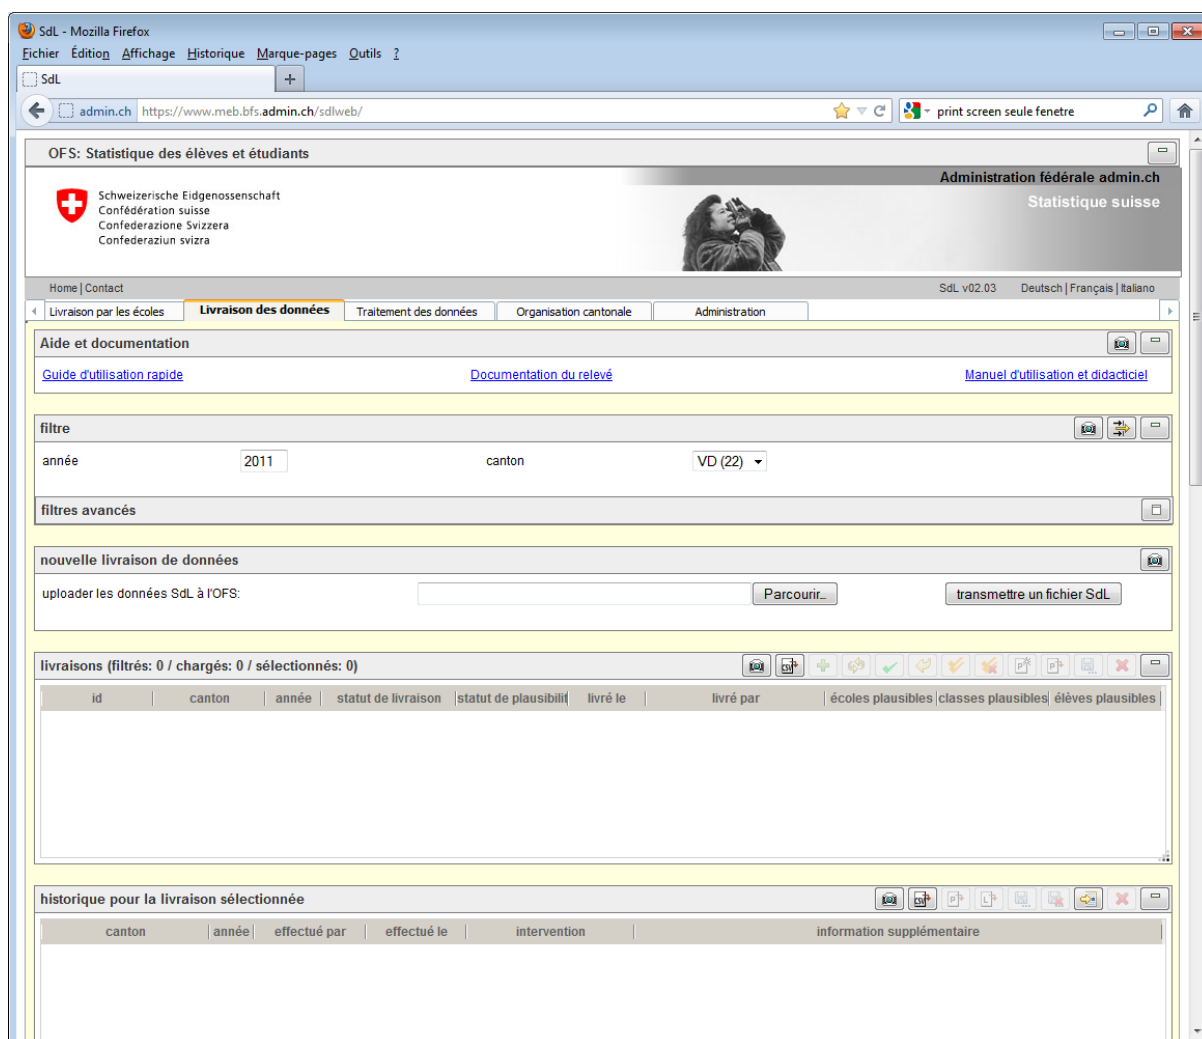 SdL - Mozilla Firefox
Fichier Édition Affichage Historique Marque-pages Outils ?
SdL
admin.ch https://www.meb.bfs.admin.ch/sdlweb/ print screen seule fenetre
OFS: Statistique des élèves et étudiants
Administration fédérale admin.ch
Statistique suisse
Schweizerische Eidgenossenschaft
Confédération suisse
Confederazione Svizzera
Confederaziun svizra
Home | Contact SdL v02.03 Deutsch | Français | Italiano
Livraison par les écoles Livraison des données Traitement des données Organisation cantonale Administration
Aide et documentation
Guide d'utilisation rapide Documentation du relevé Manuel d'utilisation et didacticiel
filtre
année 2011 canton VD (22)
filtres avancés
nouvelle livraison de données
uploader les données SdL à l'OFS: Parcourir... transmettre un fichier SdL
livraisons (filtrés: 0 / chargés: 0 / sélectionnés: 0) CSV
id canton année statut de livraison statut de plausibilit livré le livré par écoles plausibles classes plausibles élèves plausibles
historique pour la livraison sélectionnée CSV
canton année effectué par effectué le intervention information supplémentaire